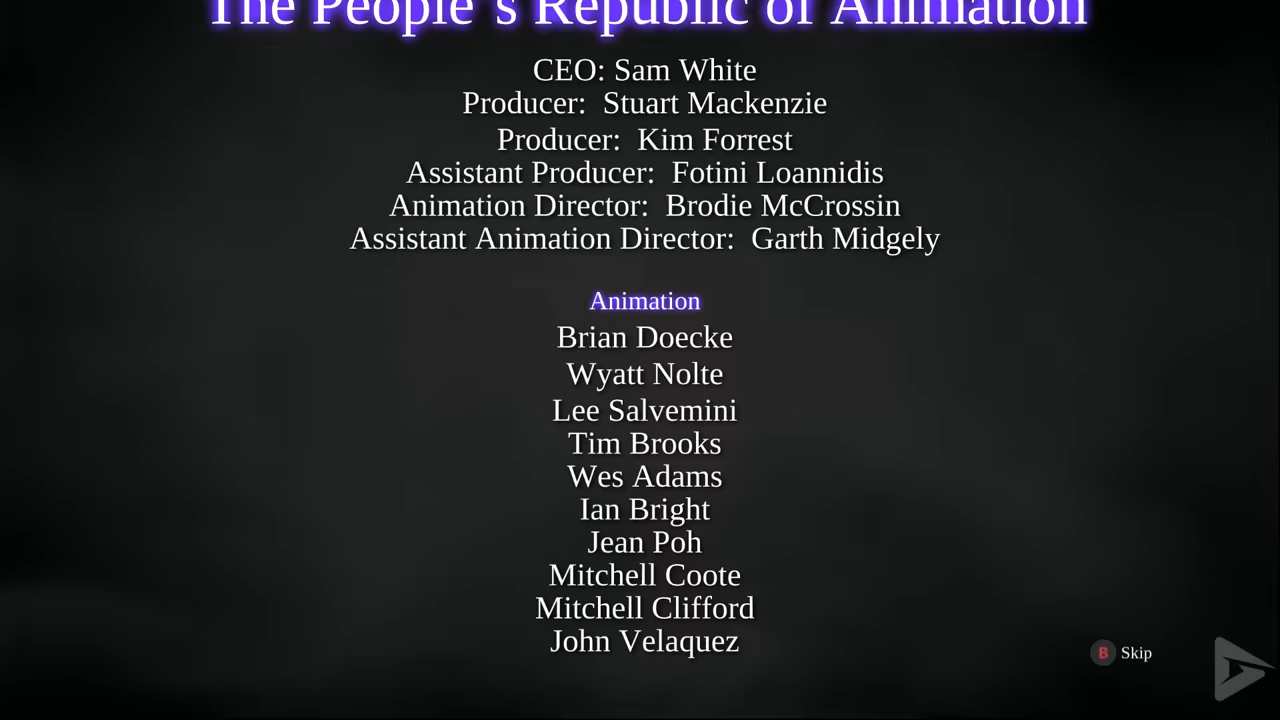 The People's Republic of Animation
CEO: Sam White
Producer:  Stuart Mackenzie
Producer:  Kim Forrest
Assistant Producer:  Fotini Loannidis
Animation Director:  Brodie McCrossin
Assistant Animation Director:  Garth Midgely
Animation
Brian Doecke
Wyatt Nolte
Lee Salvemini
Tim Brooks
Wes Adams
Ian Bright
Jean Poh
Mitchell Coote
Mitchell Clifford
John Velaquez
B Skip